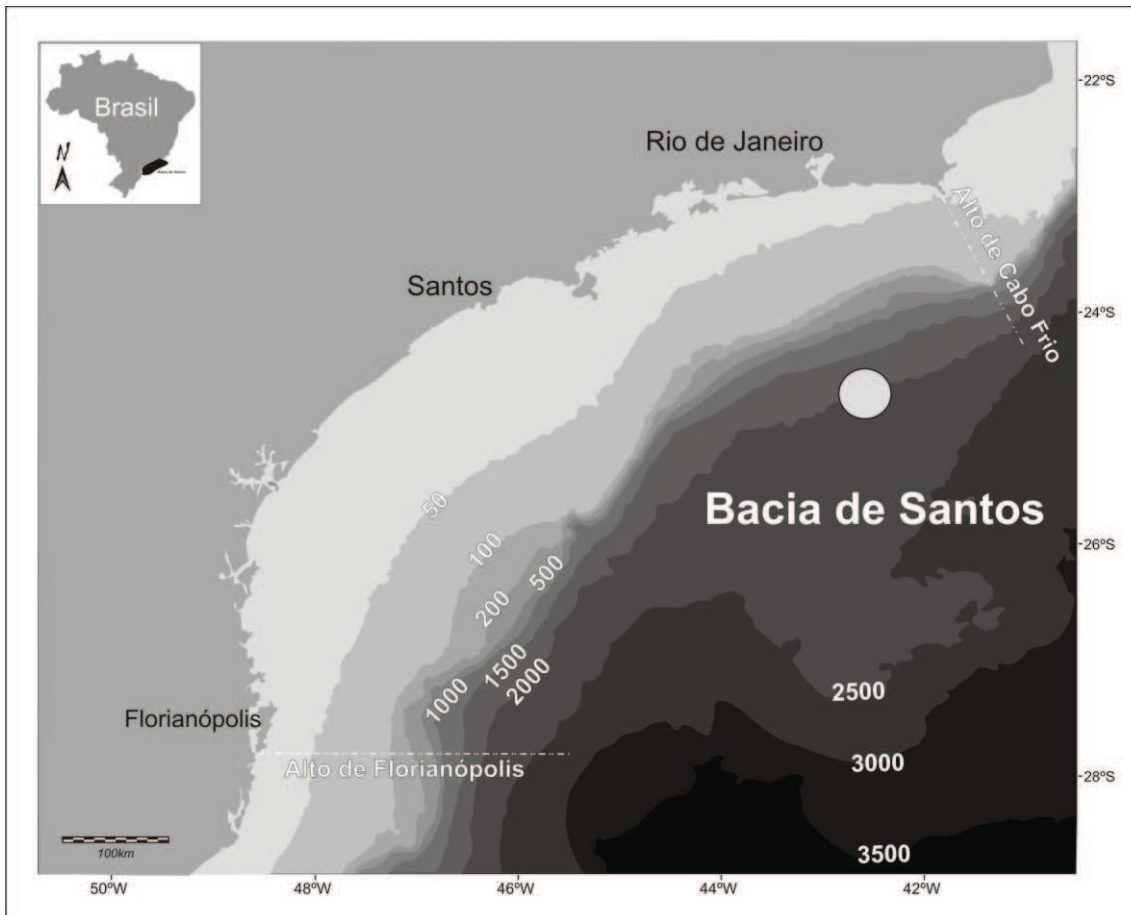 Brasil
N
22ºS
Rio de Janeiro
Alto de Cabo Frio
Santos
24ºS
50
Bacia de Santos
100
500
26ºS
200
1500
2000
1000
2500
Florianópolis
Alto de Florianópolis
3000
28ºS
100km
3500
50ºW
48ºW
46ºW
44ºW
42ºW